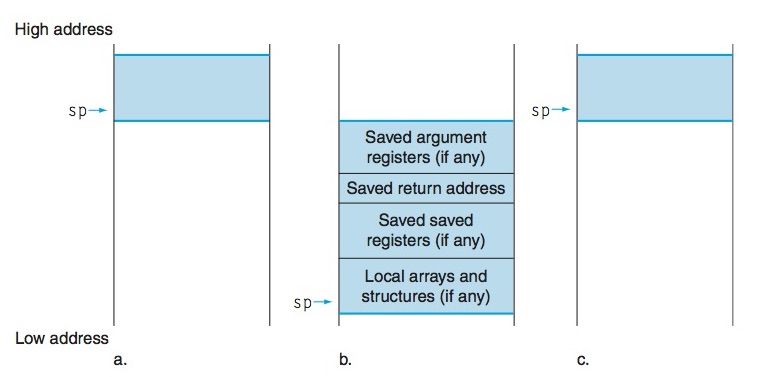 High address
sp
sp
Saved argument
registers (if any)
Saved return address
Saved saved
registers (if any)
Local arrays and
structures (if any)
sp
Low address
a.
b.
c.